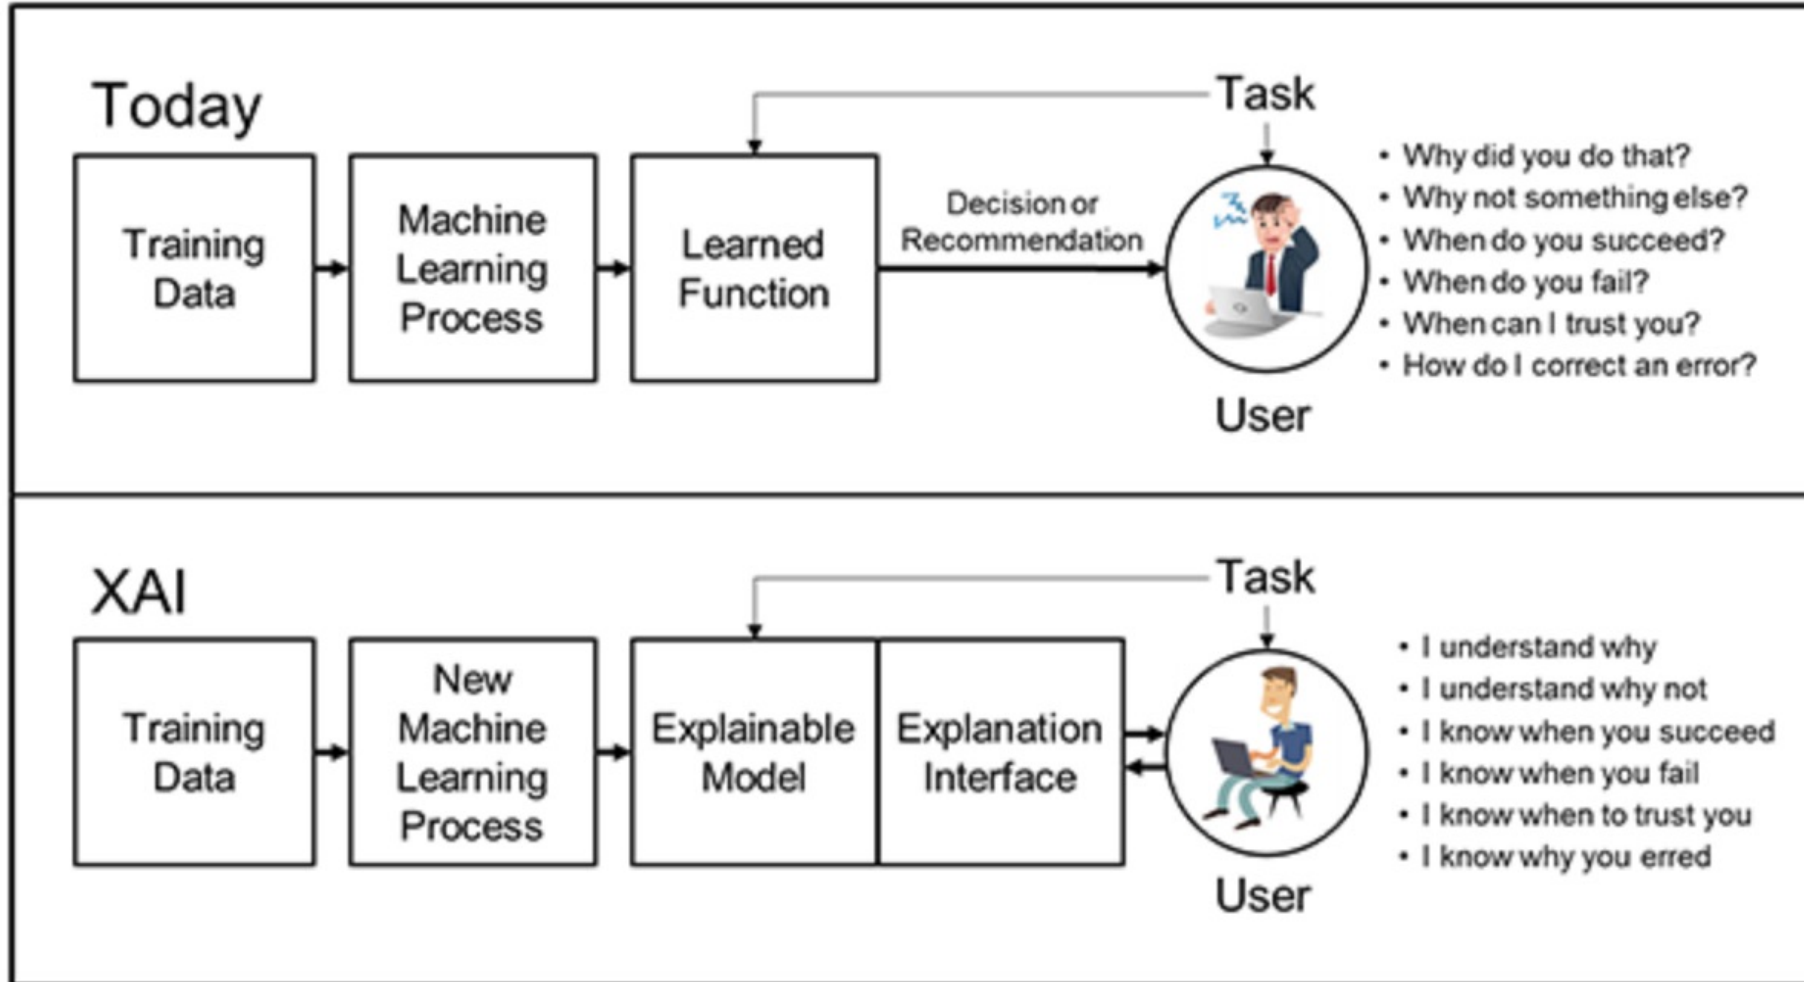 Today
Task
Training
Data
Machine
Learning
Process
Learned
Function
Decision or
Recommendation
User
• Why did you do that?
• Why not something else?
• When do you succeed?
• When do you fail?
• When can I trust you?
• How do I correct an error?
XAI
Task
Training
Data
New
Machine
Learning
Process
Explainable
Model
Explanation
Interface
User
• I understand why
• I understand why not
• I know when you succeed
• I know when you fail
• I know when to trust you
• I know why you erred